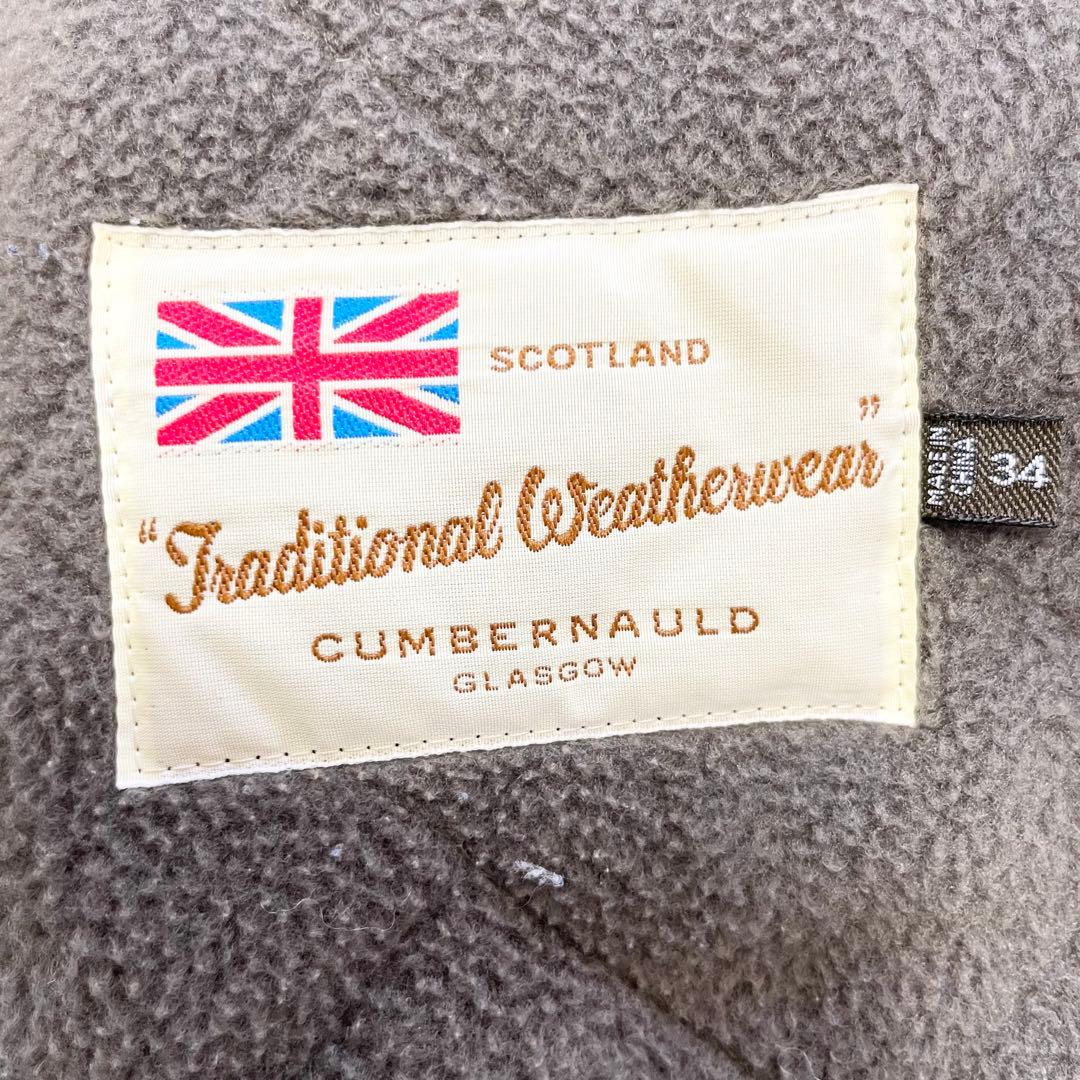 SCOTLAND
“Traditional Weatherwear”
CUMBERNAULD
GLASGOW
34
MADE IN
CHINA